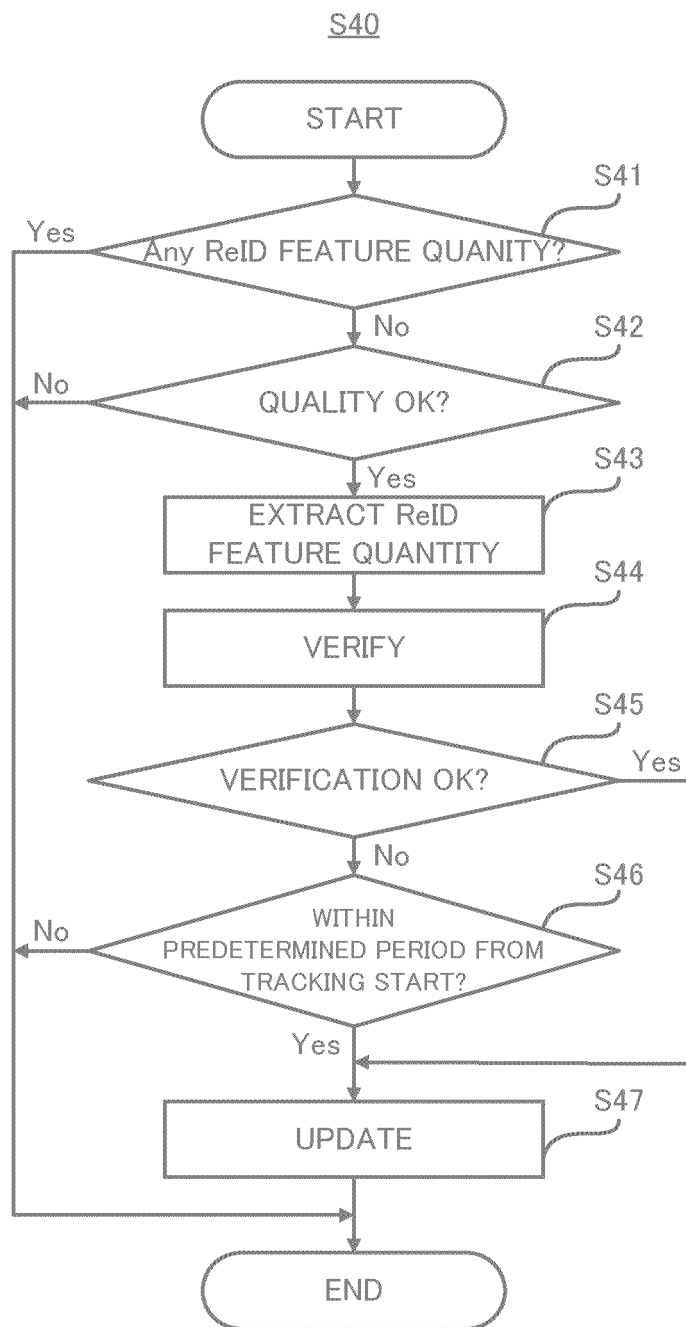 S40
START
S41
Yes
Any ReID FEATURE QUANITY?
No
S42
No
QUALITY OK?
Yes
S43
EXTRACT ReID
FEATURE QUANTITY
S44
VERIFY
S45
VERIFICATION OK?
Yes
No
S46
WITHIN
No
PREDETERMINED PERIOD FROM
TRACKING START?
Yes
S47
UPDATE
END